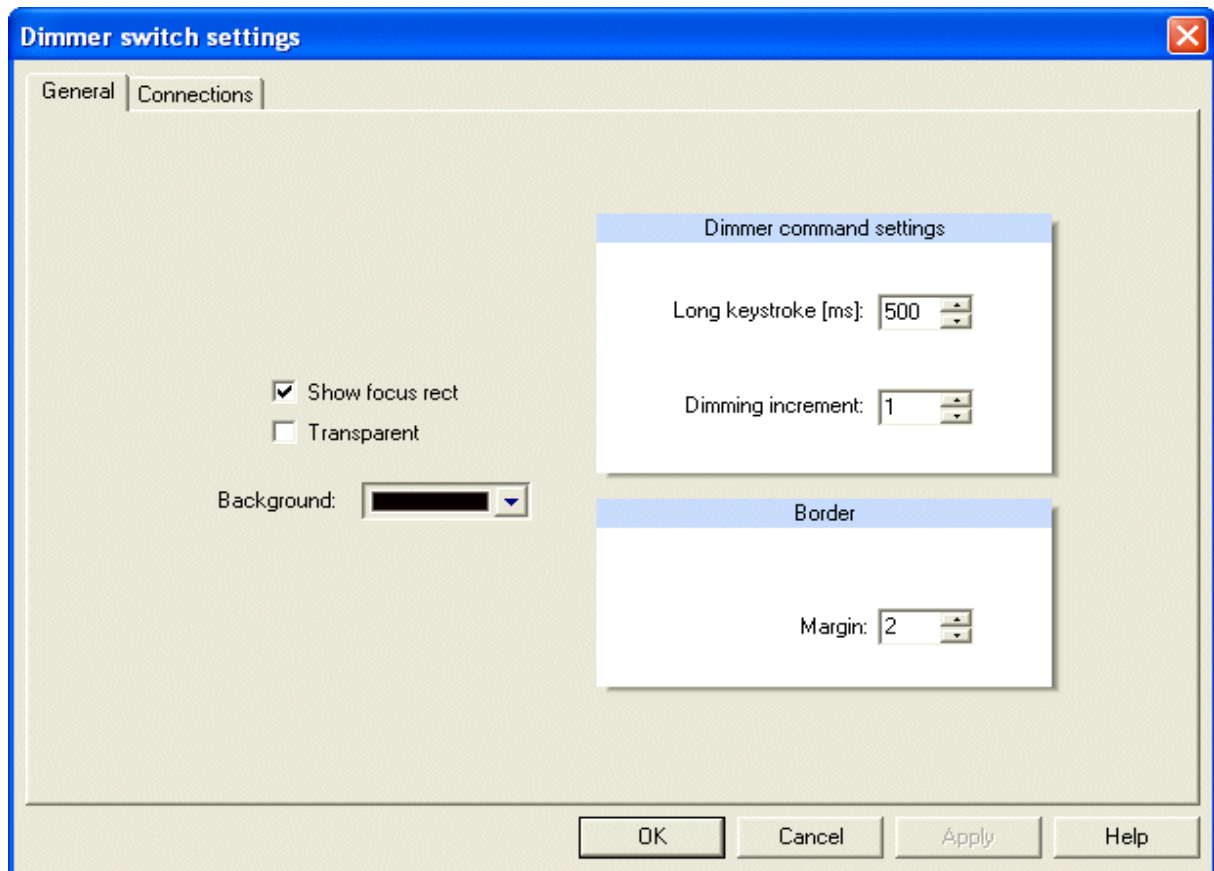 Dimmer switch settings
General
Connections
Show focus rect
Transparent
Background:
Dimmer command settings
Long keystroke [ms]: 500
Dimming increment: 1
Border
Margin: 2
OK
Cancel
Apply
Help